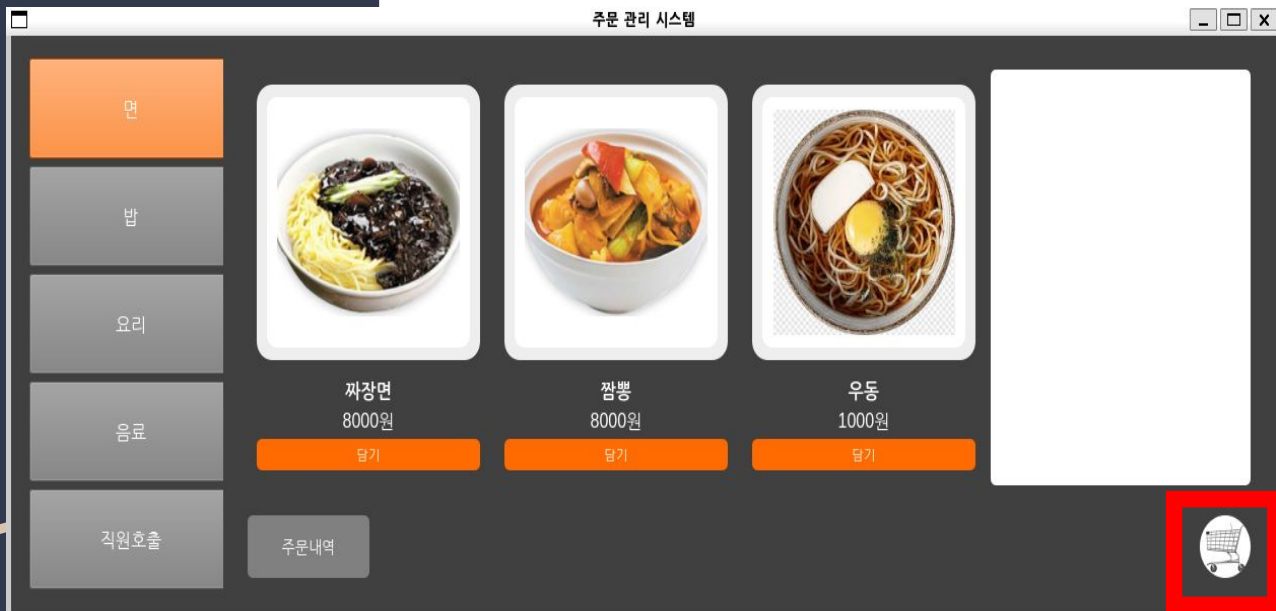 주문 관리 시스템
면
밥
요리
음료
직원호출
짜장면
8000원
담기
짬뽕
8000원
담기
우동
1000원
담기
주문내역